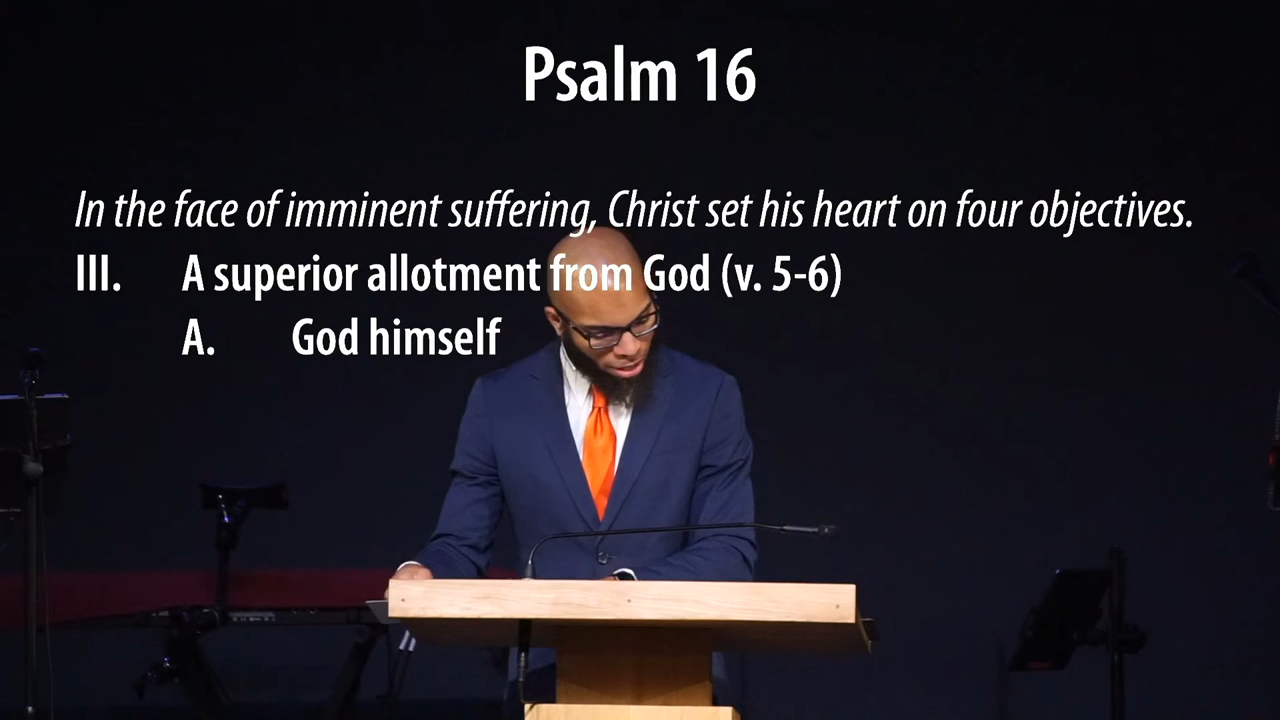 Psalm 16
In the face of imminent suffering, Christ set his heart on four objectives.
III. A superior allotment from God (v. 5-6)
A. God himself